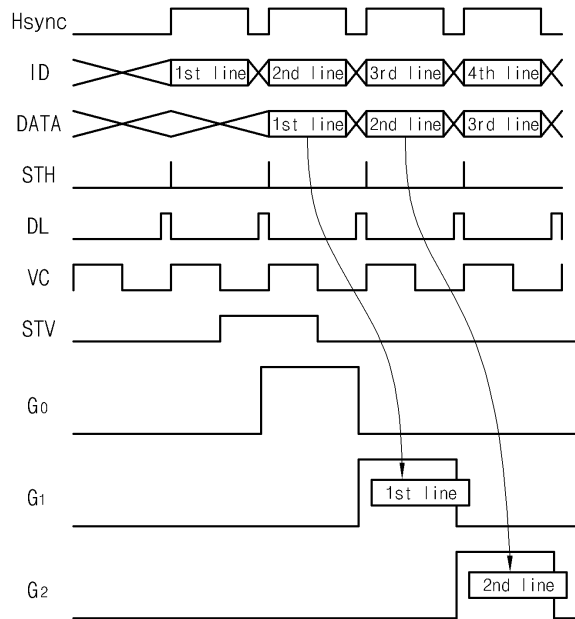 Hsync
ID 1st line 2nd line 3rd line 4th line
DATA 1st line 2nd line 3rd line
STH
DL
VC
STV
G0
G1 1st line
G2 2nd line